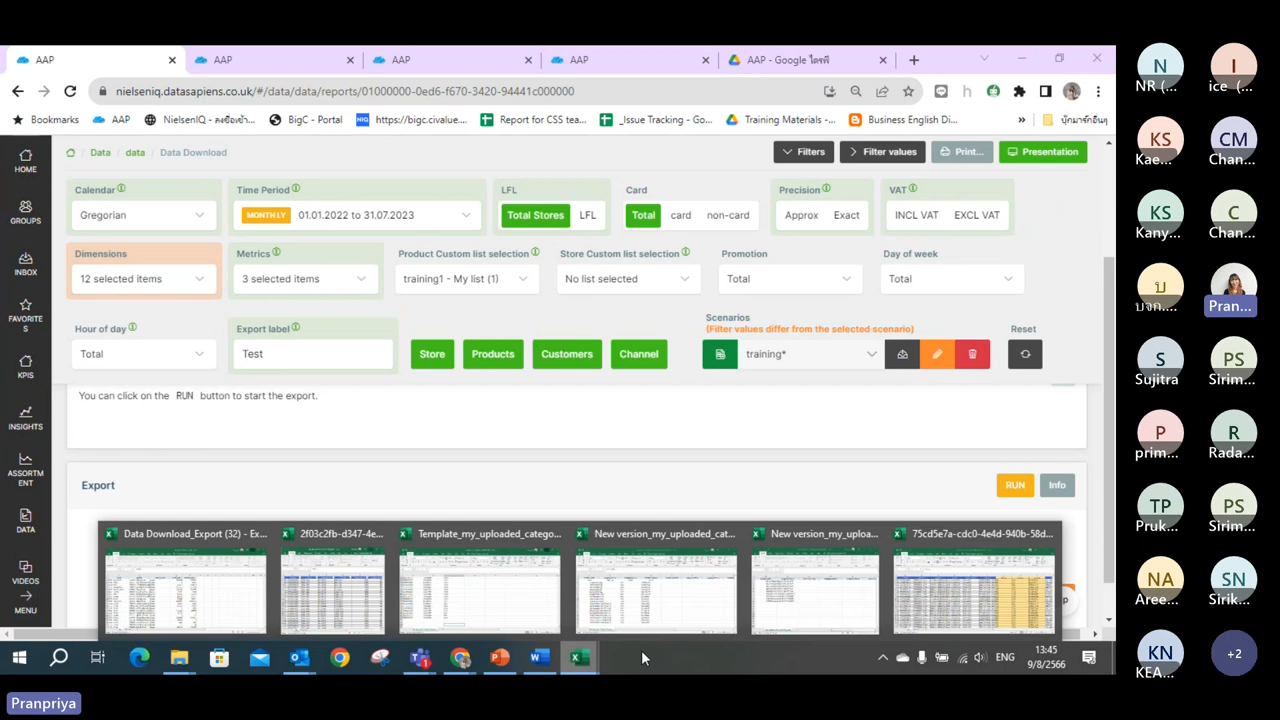 AAP
AAP
AAP
AAP
AAP - Google ไดรฟ์
nielseniq.datasapiens.co.uk/#/data/data/reports/01000000-0ed6-f670-3420-94441c000000
Bookmarks
AAP
NielsenIQ - ลงชื่อเข้า...
BigC - Portal
https://bigc.civalue...
Report for CSS tea...
_Issue Tracking - Go...
Training Materials -...
Business English Di...
»
บุ๊กมาร์กอื่นๆ
HOME
GROUPS
INBOX
FAVORITE
S
KPIS
INSIGHTS
ASSORTM
ENT
DATA
VIDEOS
MENU
Data
data
Data Download
Filters
Filter values
Print...
Presentation
Calendar
Time Period
LFL
Card
Precision
VAT
Gregorian
MONTHLY
01.01.2022 to 31.07.2023
Total Stores
LFL
Total
card
non-card
Approx
Exact
INCL VAT
EXCL VAT
Dimensions
Metrics
Product Custom list selection
Store Custom list selection
Promotion
Day of week
12 selected items
3 selected items
training1 - My list (1)
No list selected
Total
Total
Hour of day
Export label
Scenarios
(Filter values differ from the selected scenario)
Reset
Total
Test
Store
Products
Customers
Channel
training*
You can click on the RUN button to start the export.
Export
RUN
Info
Data Download_Export (32) - Ex...
2f03c2fb-d347-4e...
Template_my_uploaded_catego...
New version_my_uploaded_cat...
New version_my_uploa...
75cd5e7a-cdc0-4e4d-940b-58d...
ENG
13:45
9/8/2566
Pranpriya
N
NR (...
I
ice (...
KS
Kae...
CM
Chan...
KS
Kany...
C
Chan...
บ
บจก....
Pran...
S
Sujitra
PS
Sirim...
P
prim...
R
Rada...
TP
Pruk...
PS
Sirim...
NA
Aree...
SN
Sirik...
KN
KEA...
+2